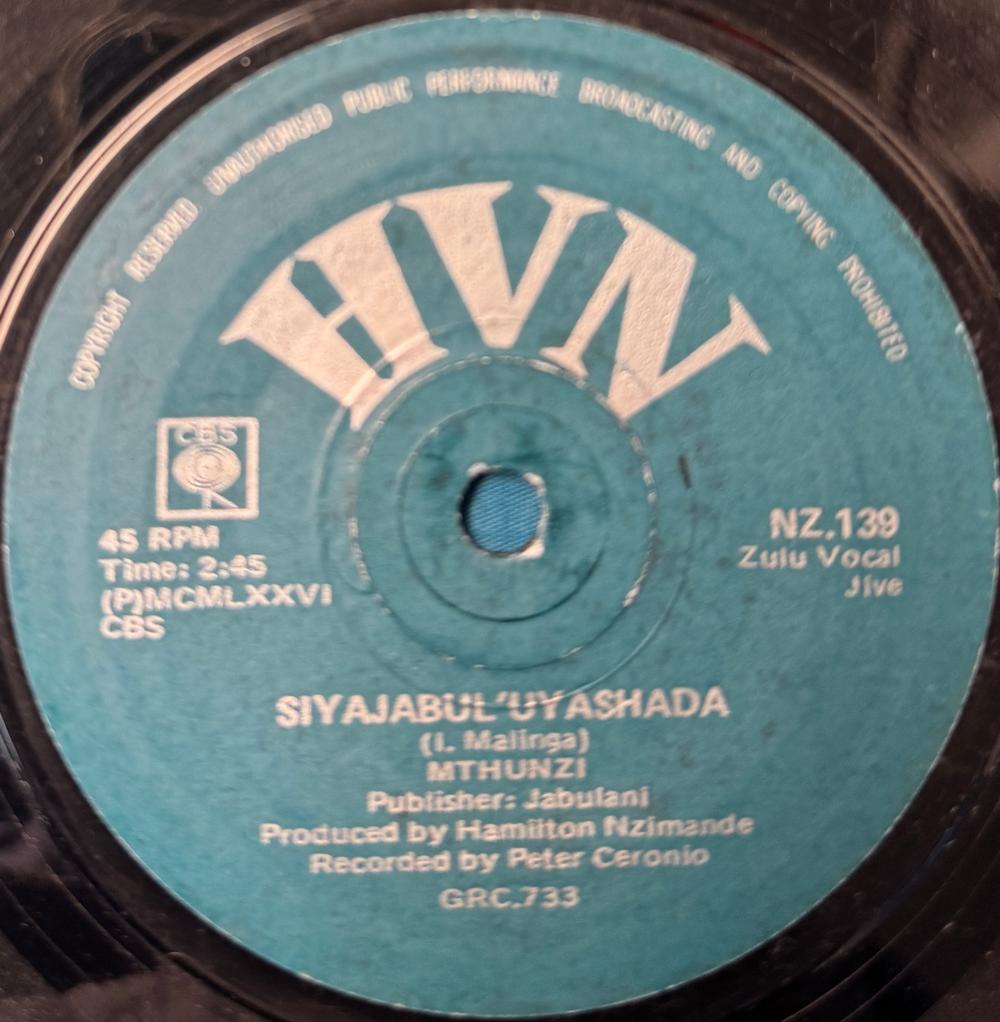 COPYRIGHT RESERVED UNAUTHORISED PUBLIC PERFORMANCE BROADCASTING AND COPYING PROHIBITED
HVN
CBS
45 RPM
Time: 2:45
(P)MCMLXXVI
CBS
NZ.139
Zulu Vocal
Jive
SIYAJABUL'UYASHADA
(I. Malinga)
MTHUNZI
Publisher: Jabulani
Produced by Hamilton Nzimande
Recorded by Peter Ceronio
GRC.733